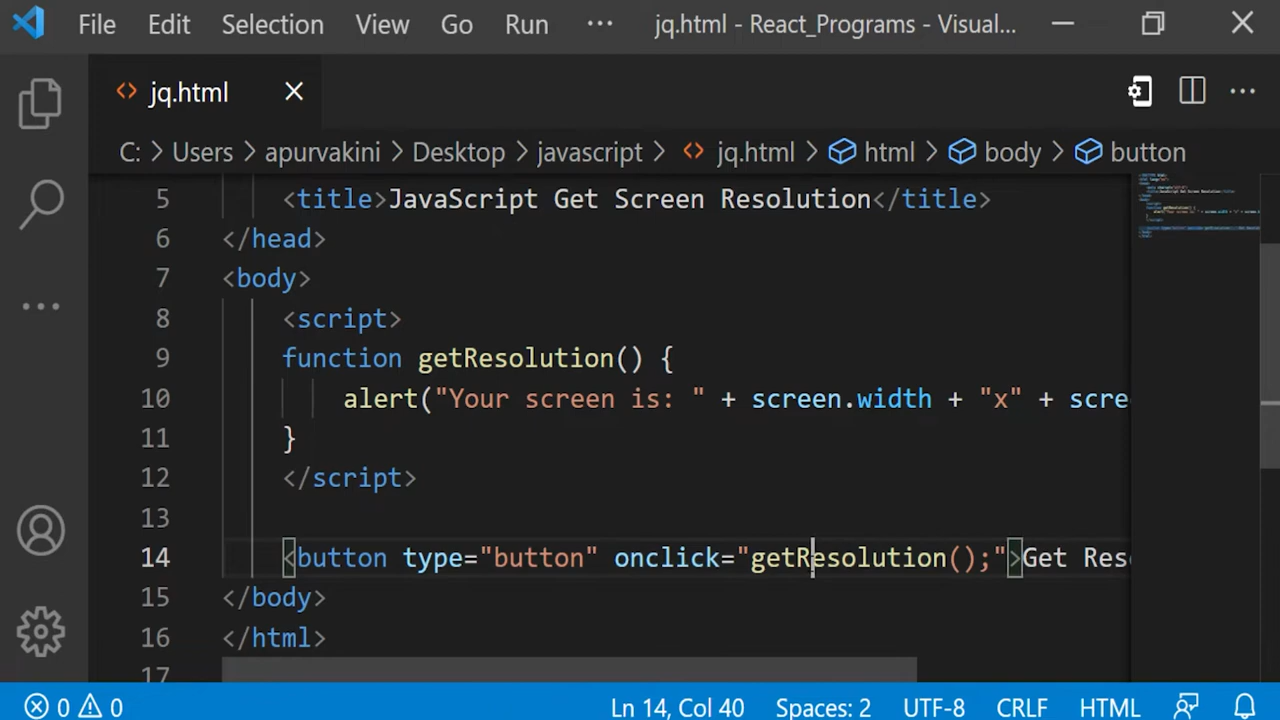 File Edit Selection View Go Run ··· jq.html - React_Programs - Visual...
jq.html
C: > Users > apurvakini > Desktop > javascript > jq.html > html > body > button
5 <title>JavaScript Get Screen Resolution</title>
6 </head>
7 <body>
8 <script>
9 function getResolution() {
10 alert("Your screen is: " + screen.width + "x" + scre
11 }
12 </script>
13
14 <button type="button" onclick="getResolution();">Get Reso
15 </body>
16 </html>
17
0 0 Ln 14, Col 40 Spaces: 2 UTF-8 CRLF HTML